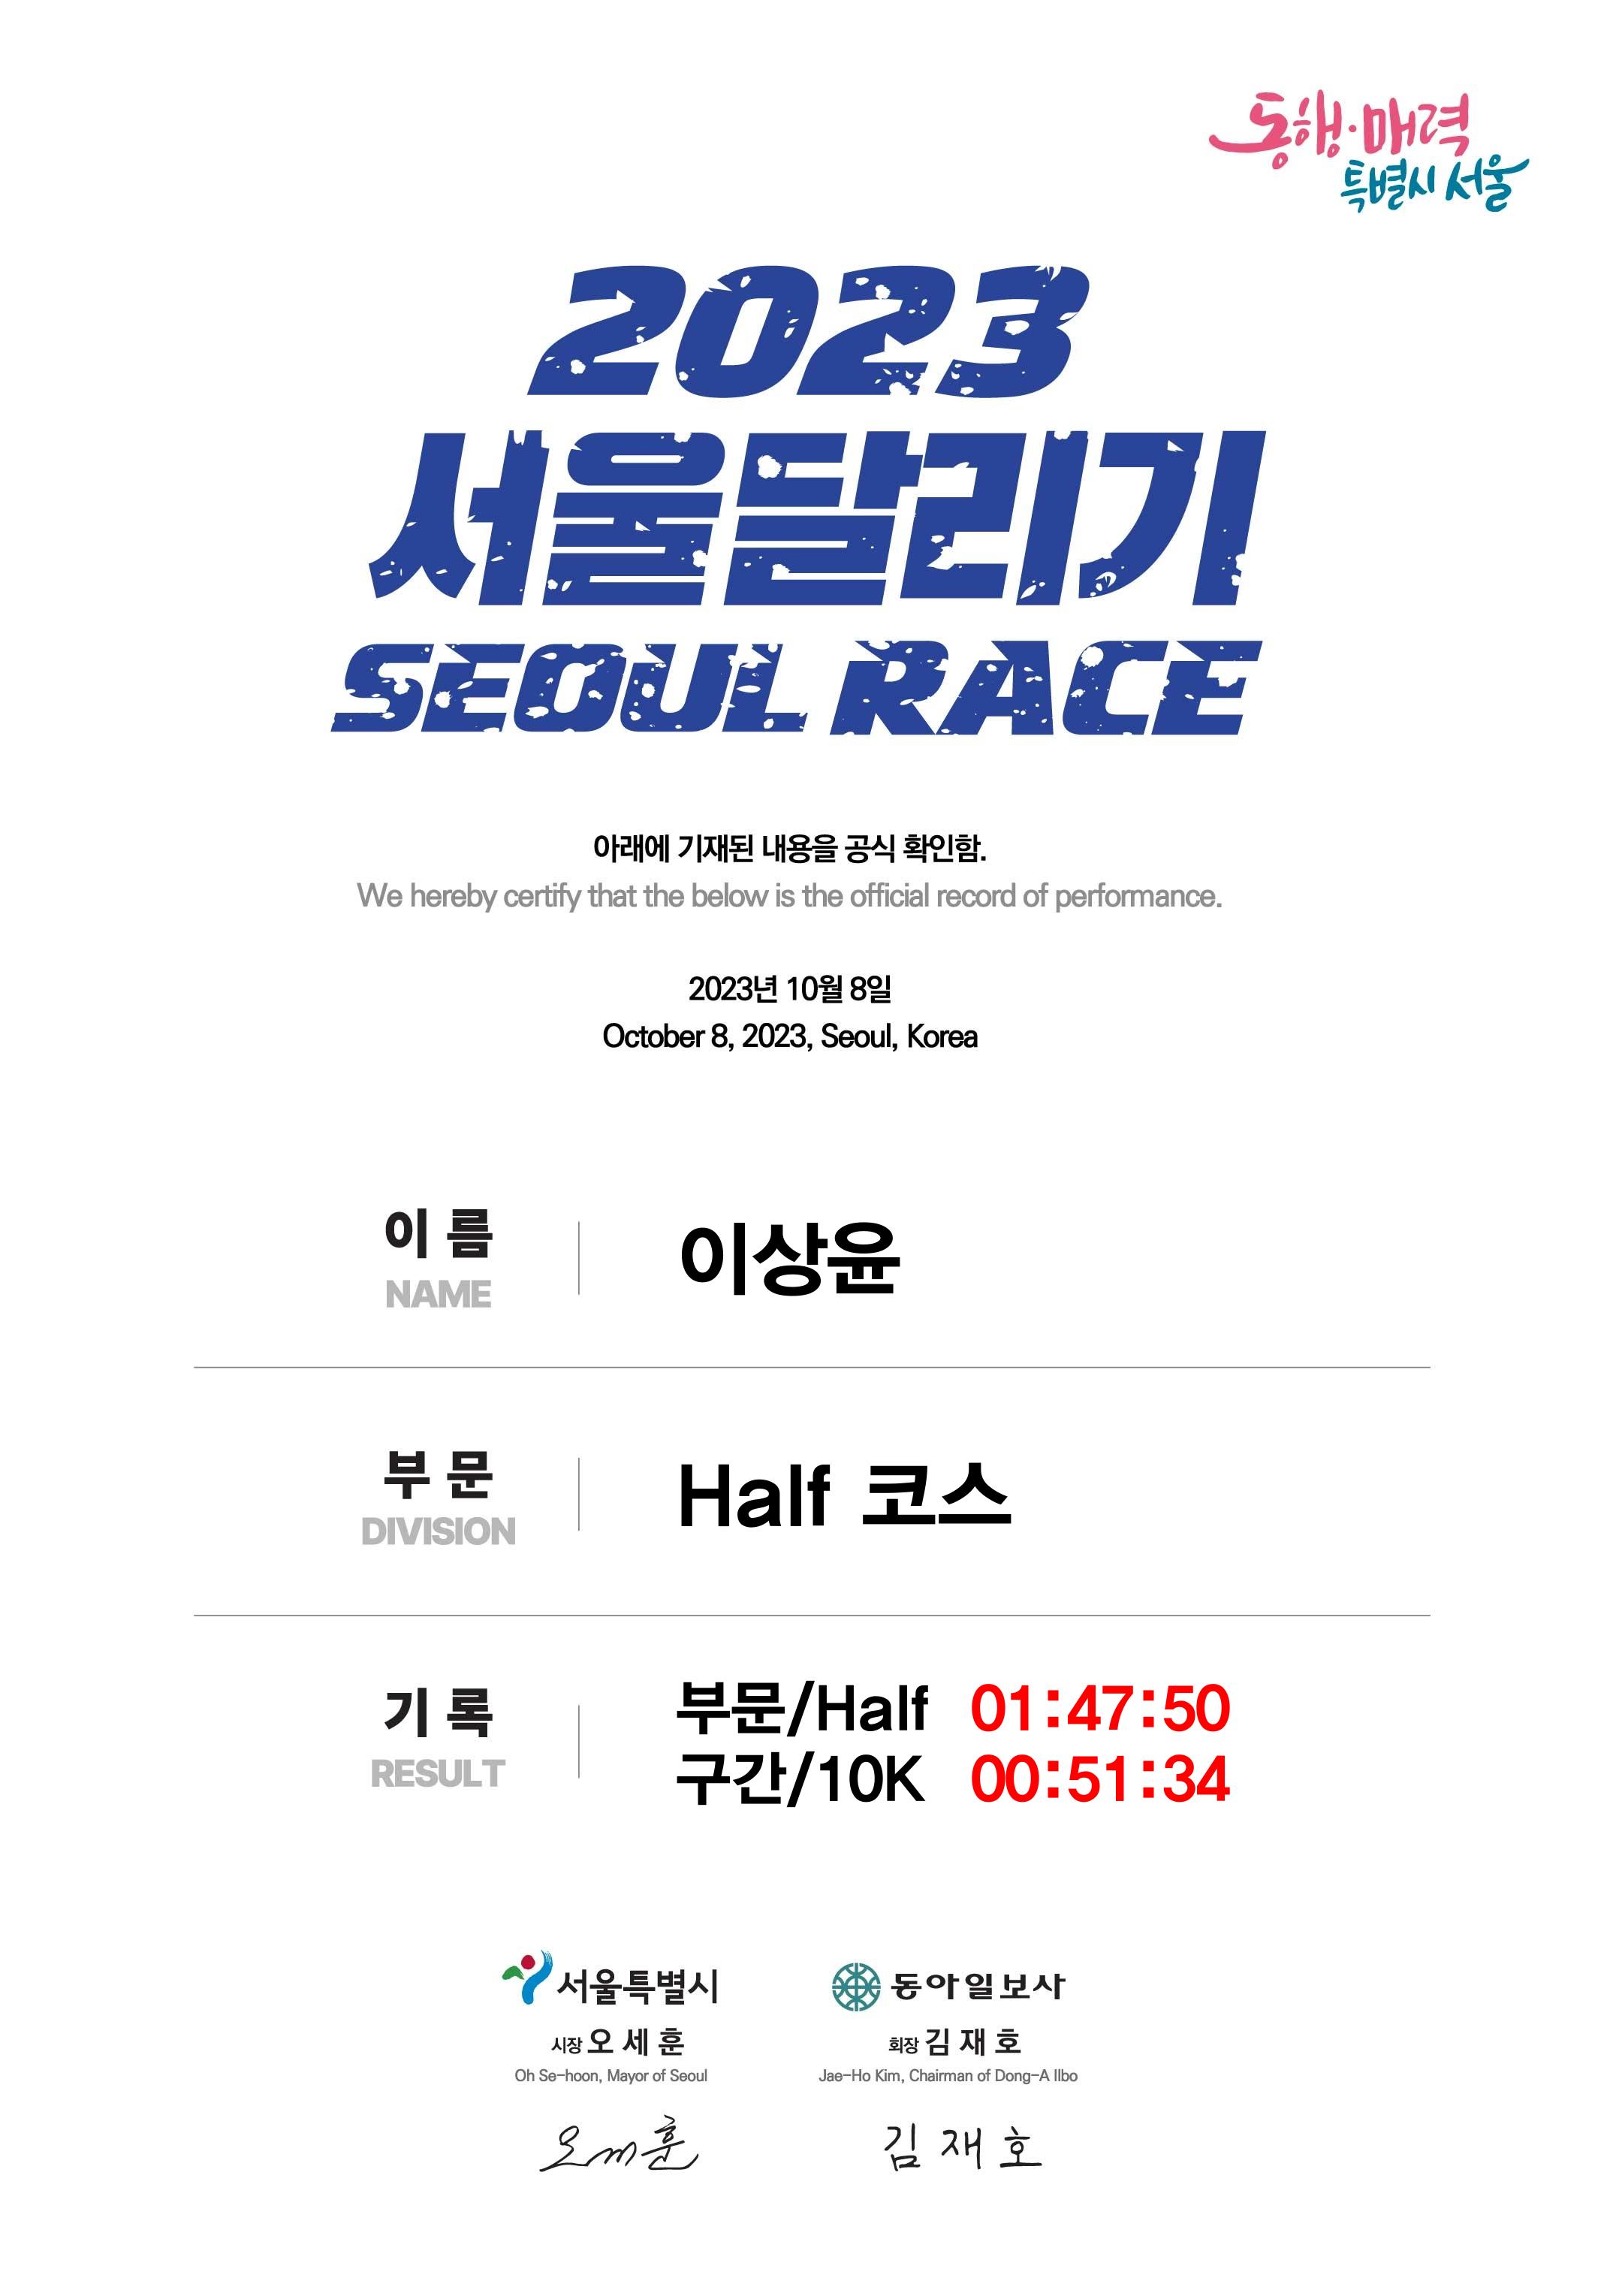 동행·매력
특별시 서울
2023
서울달리기
SEOUL RACE
아래에 기재된 내용을 공식 확인함.
We hereby certify that the below is the official record of performance.
2023년 10월 8일
October 8, 2023, Seoul, Korea
이 름
NAME
이상윤
부 문
DIVISION
Half 코스
기 록
RESULT
부문/Half 01:47:50
구간/10K 00:51:34
서울특별시
시장 오 세 훈
Oh Se-hoon, Mayor of Seoul
오세훈
동아일보사
회장 김 재 호
Jae-Ho Kim, Chairman of Dong-A Ilbo
김 재 호